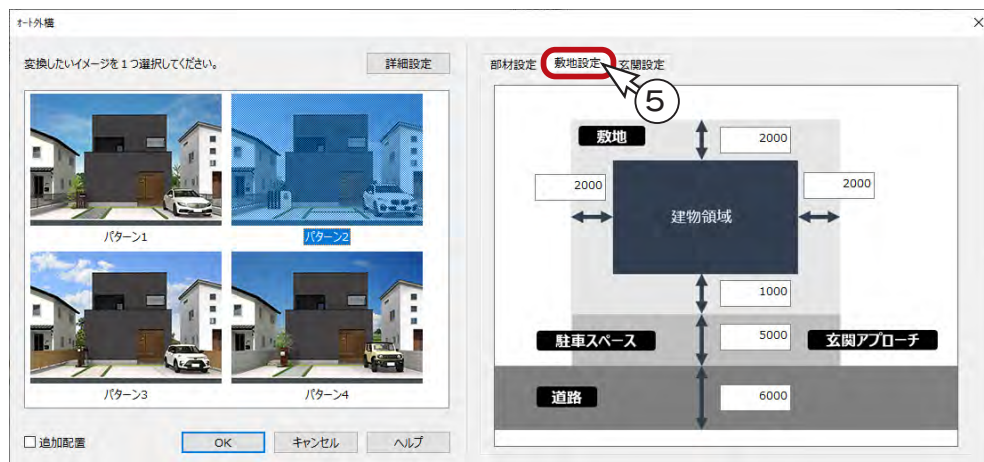 オート外構
変換したいイメージを1つ選択してください。
詳細設定
パターン1
パターン2
パターン3
パターン4
追加配置
OK
キャンセル
ヘルプ
部材設定
敷地設定
玄関設定
⑤
敷地
2000
2000
2000
建物領域
1000
駐車スペース
5000
玄関アプローチ
道路
6000